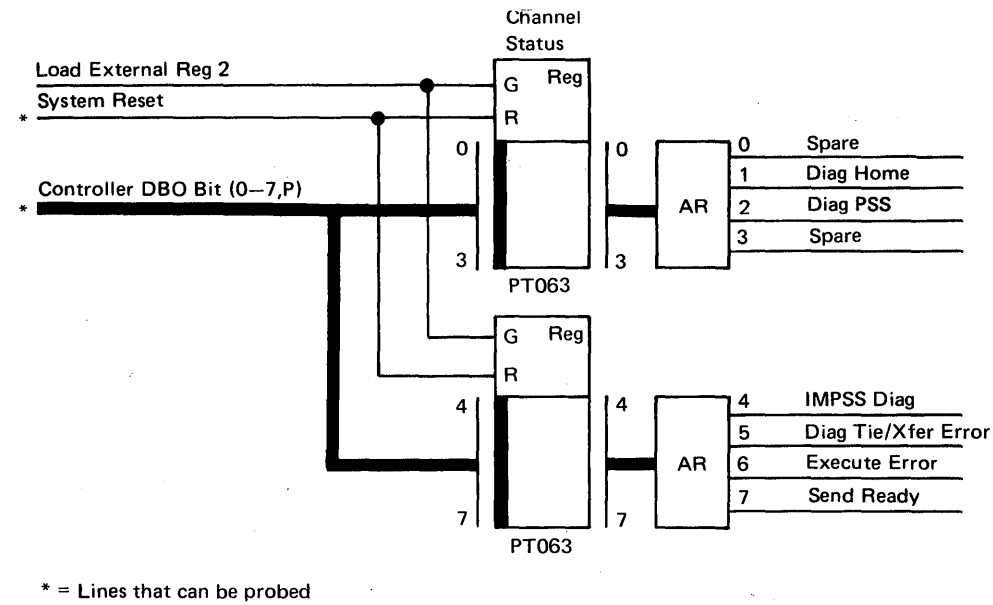 Channel
Status
Load External Reg 2
G Reg
System Reset
*
R
0 0 0 Spare
1 Diag Home
Controller DBO Bit (0–7,P)
*
AR
2 Diag PSS
3 Spare
3 3
PT063
G Reg
R
4 4 4 IMPSS Diag
5 Diag Tie/Xfer Error
AR
6 Execute Error
7 Send Ready
7 7
PT063
* = Lines that can be probed